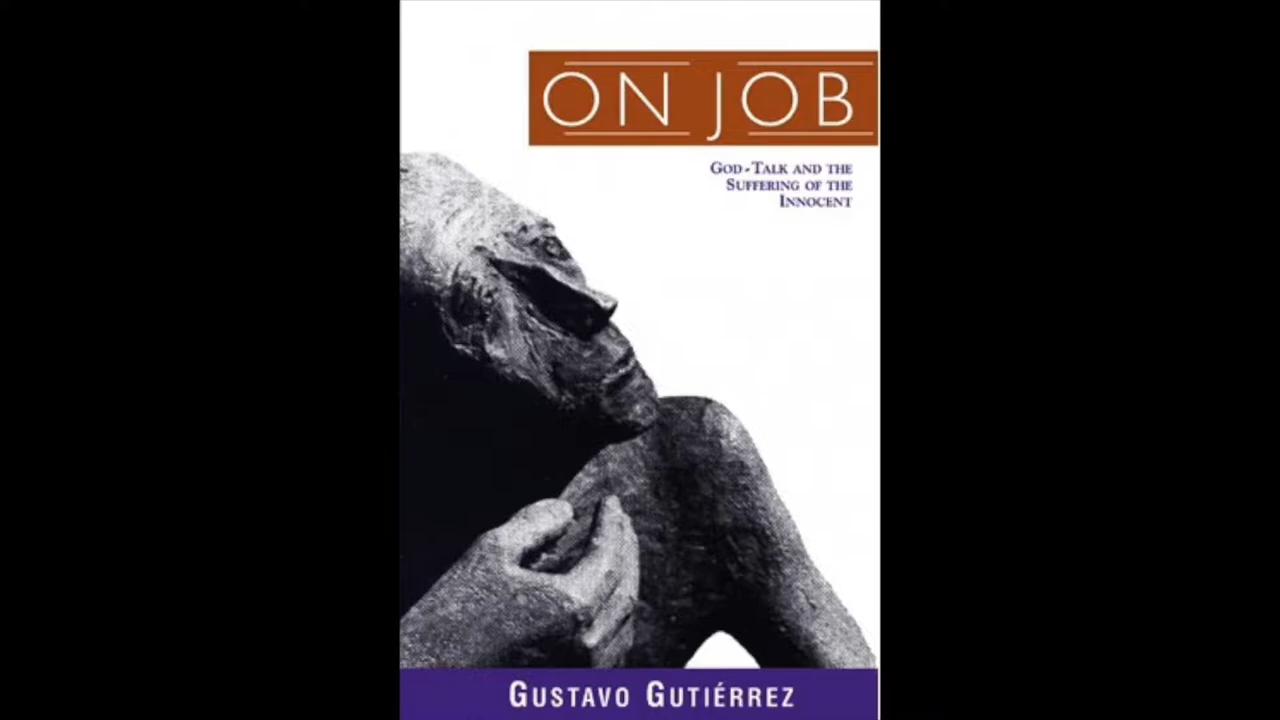 ON JOB
GOD-TALK AND THE
SUFFERING OF THE
INNOCENT
GUSTAVO GUTIÉRREZ